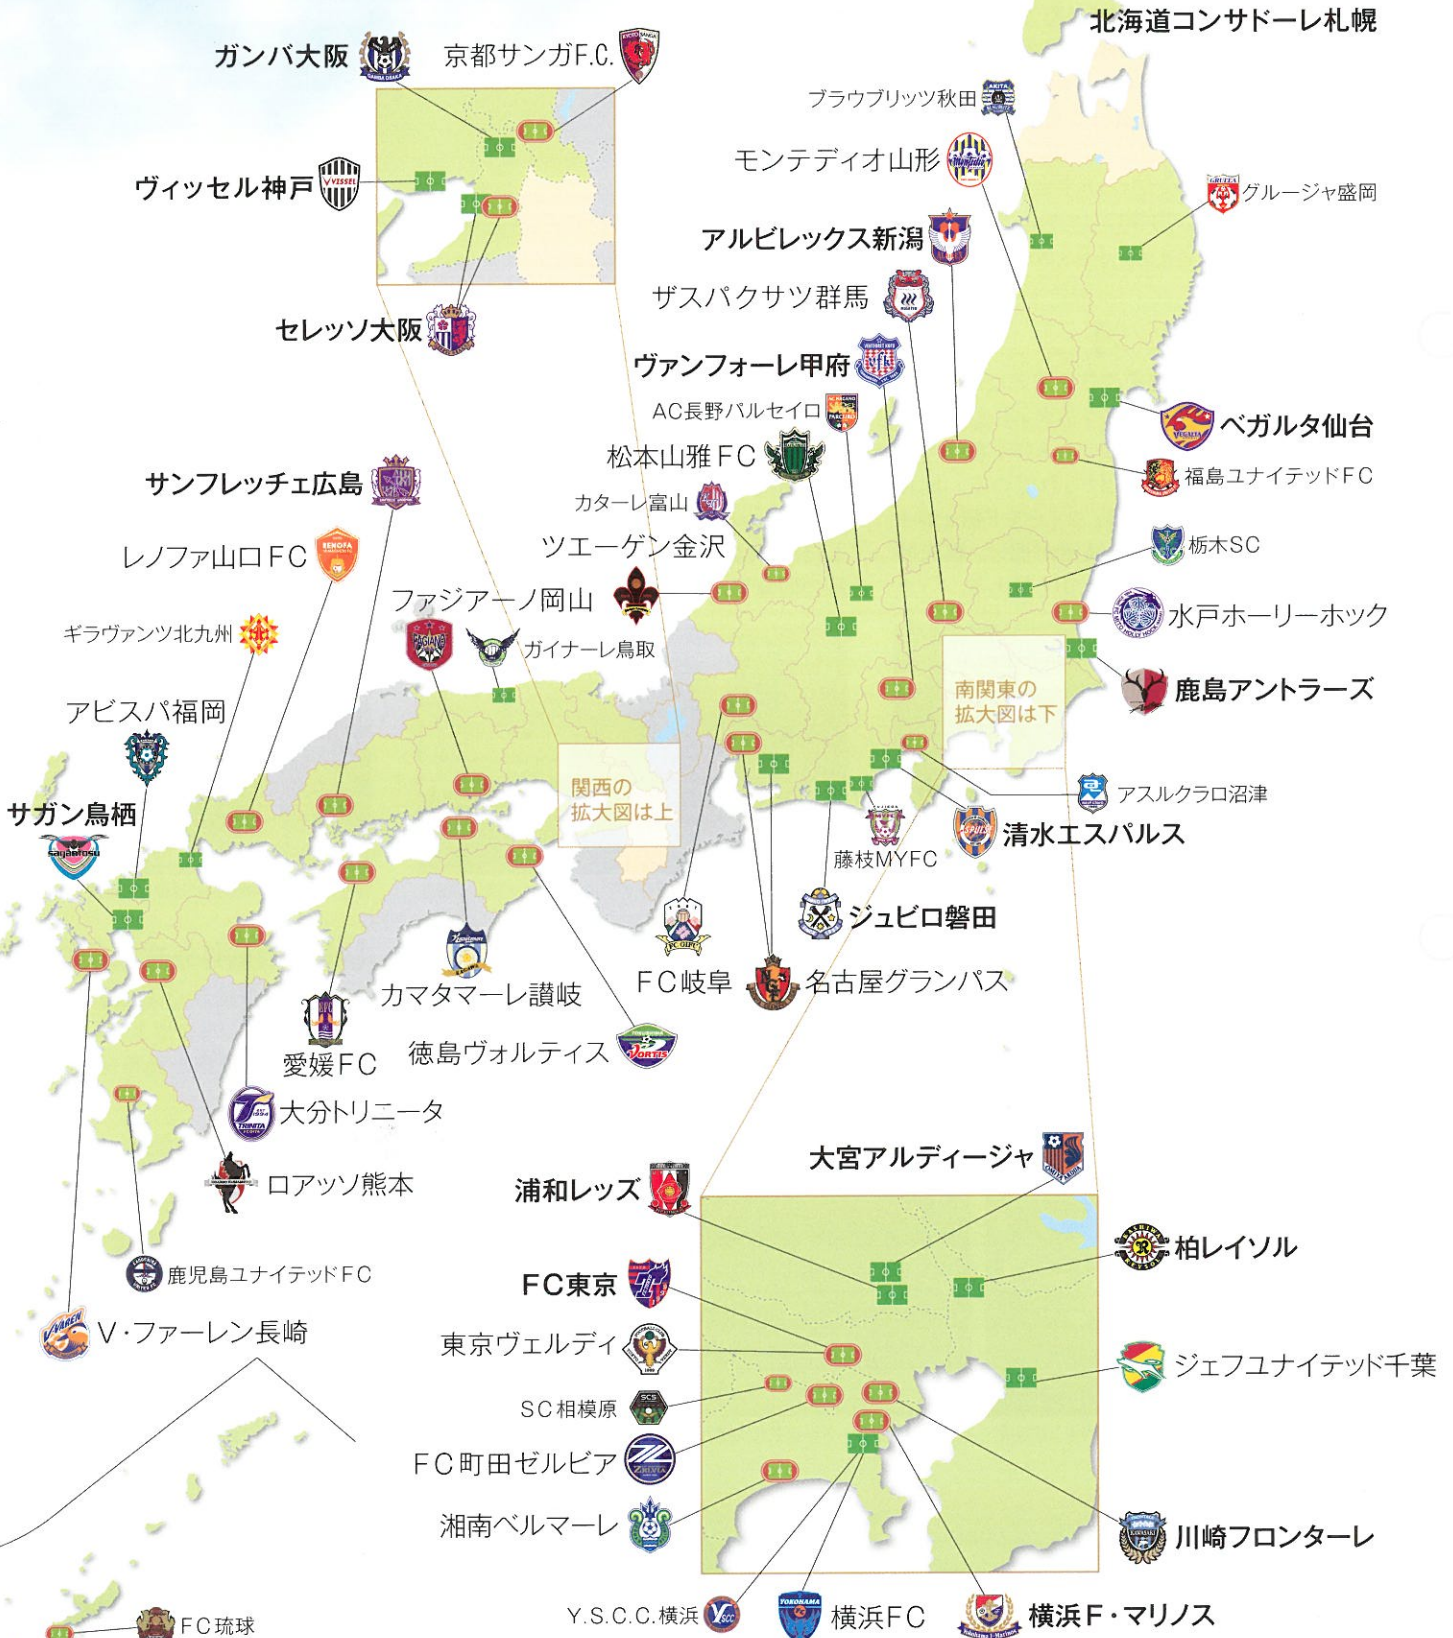 北海道コンサドーレ札幌
ガンバ大阪
京都サンガF.C.
ブラウブリッツ秋田
モンテディオ山形
ヴィッセル神戸
グルージャ盛岡
アルビレックス新潟
ザスパクサツ群馬
セレッソ大阪
ヴァンフォーレ甲府
AC長野パルセイロ
ベガルタ仙台
松本山雅FC
福島ユナイテッドFC
サンフレッチェ広島
カターレ富山
ツエーゲン金沢
栃木SC
レノファ山口FC
ファジアーノ岡山
水戸ホーリーホック
ギラヴァンツ北九州
ガイナーレ鳥取
鹿島アントラーズ
南関東の
拡大図は下
アビスパ福岡
関西の
拡大図は上
アスルクラロ沼津
サガン鳥栖
清水エスパルス
藤枝MYFC
ジュビロ磐田
FC岐阜
名古屋グランパス
カマタマーレ讃岐
徳島ヴォルティス
愛媛FC
大分トリニータ
ロアッソ熊本
大宮アルディージャ
浦和レッズ
柏レイソル
鹿児島ユナイテッドFC
FC東京
V・ファーレン長崎
東京ヴェルディ
ジェフユナイテッド千葉
SC相模原
FC町田ゼルビア
湘南ベルマーレ
川崎フロンターレ
Y.S.C.C.横浜
横浜FC
横浜F・マリノス
FC琉球